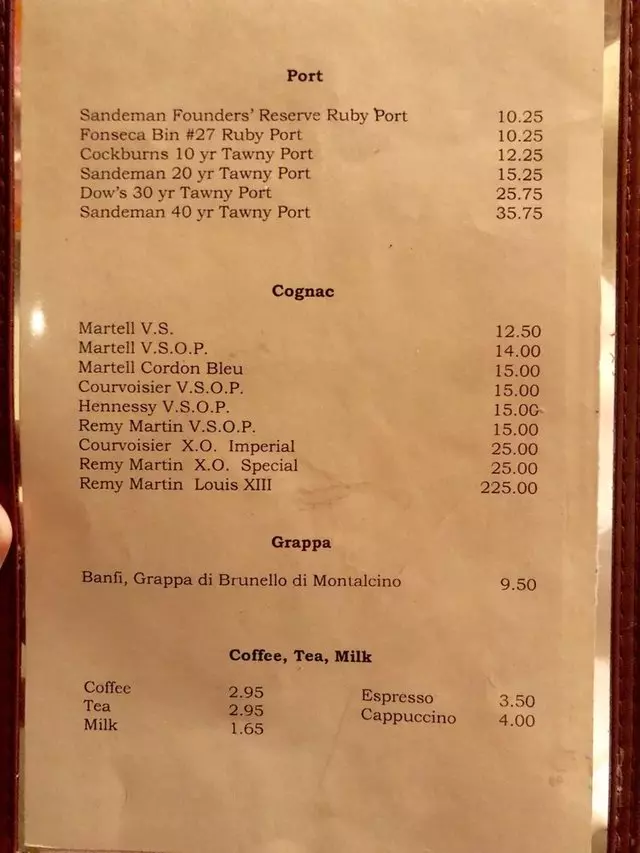 Port
Sandeman Founders' Reserve Ruby Port 10.25
Fonseca Bin #27 Ruby Port 10.25
Cockburns 10 yr Tawny Port 12.25
Sandeman 20 yr Tawny Port 15.25
Dow's 30 yr Tawny Port 25.75
Sandeman 40 yr Tawny Port 35.75
Cognac
Martell V.S. 12.50
Martell V.S.O.P. 14.00
Martell Cordon Bleu 15.00
Courvoisier V.S.O.P. 15.00
Hennessy V.S.O.P. 15.00
Remy Martin V.S.O.P. 15.00
Courvoisier X.O. Imperial 25.00
Remy Martin X.O. Special 25.00
Remy Martin Louis XIII 225.00
Grappa
Banfi, Grappa di Brunello di Montalcino 9.50
Coffee, Tea, Milk
Coffee 2.95 Espresso 3.50
Tea 2.95 Cappuccino 4.00
Milk 1.65